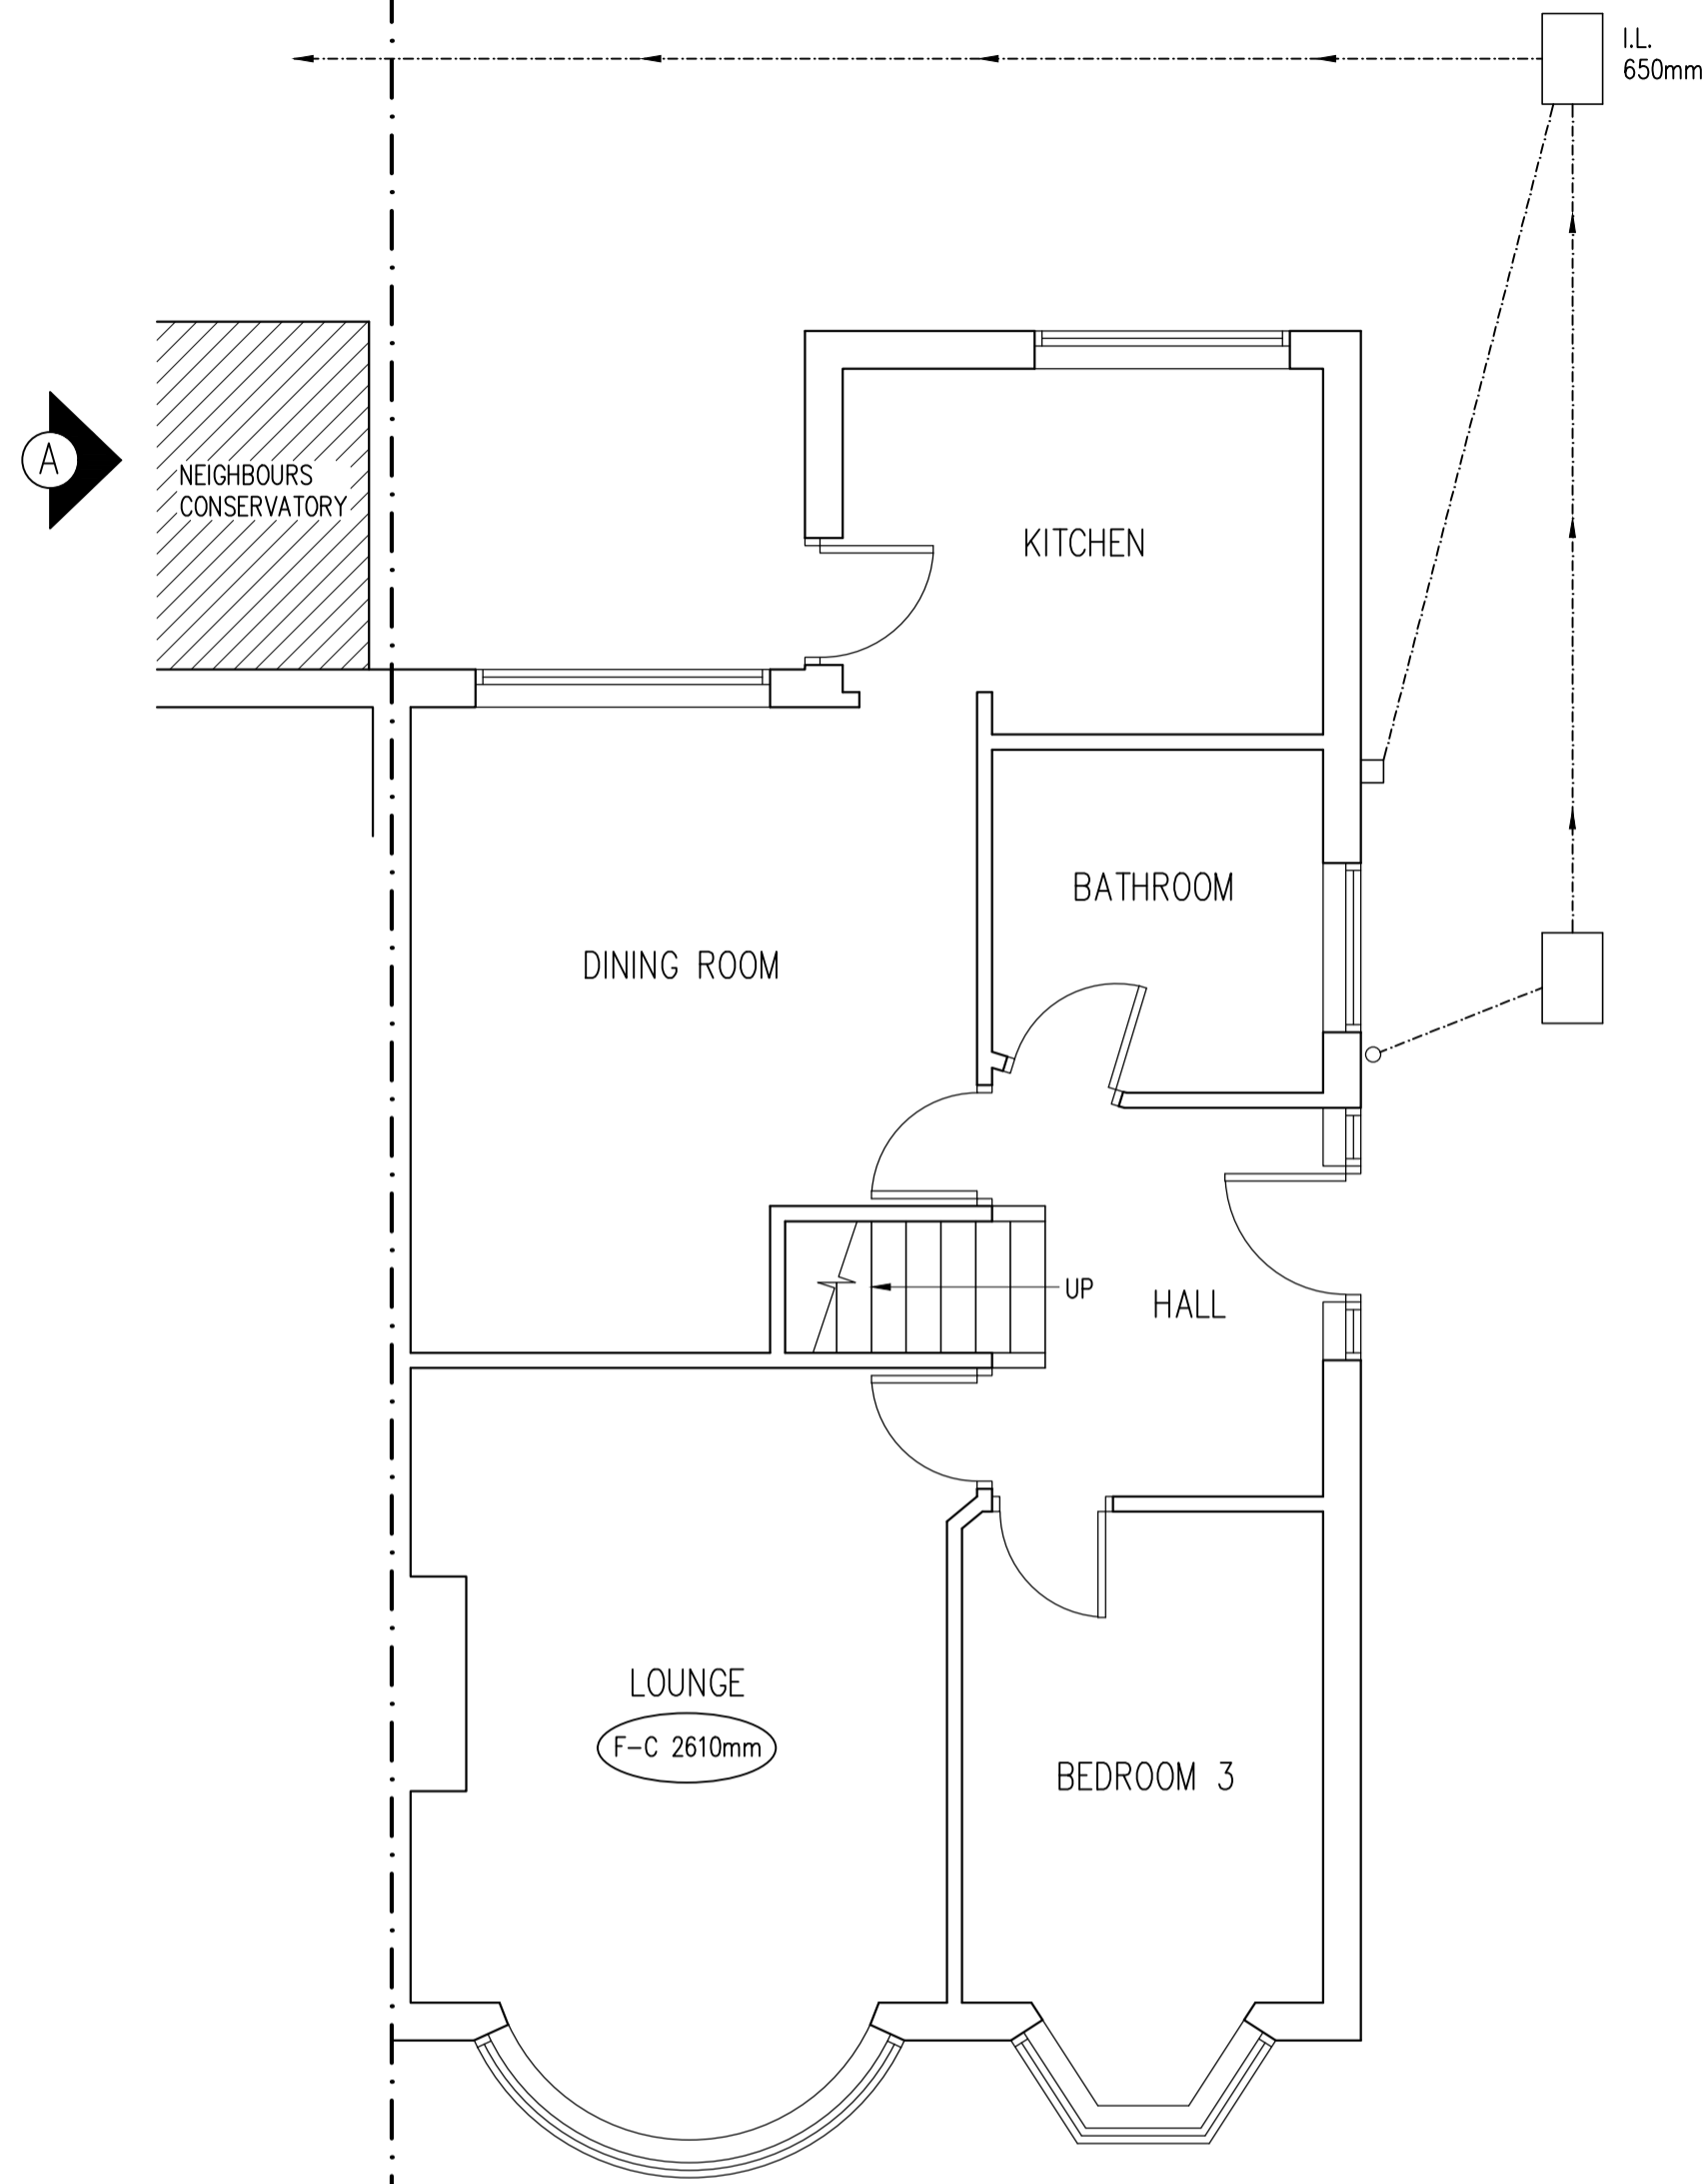 I.L.
650mm
A
NEIGHBOURS
CONSERVATORY
KITCHEN
BATHROOM
DINING ROOM
UP
HALL
LOUNGE
F-C 2610mm
BEDROOM 3